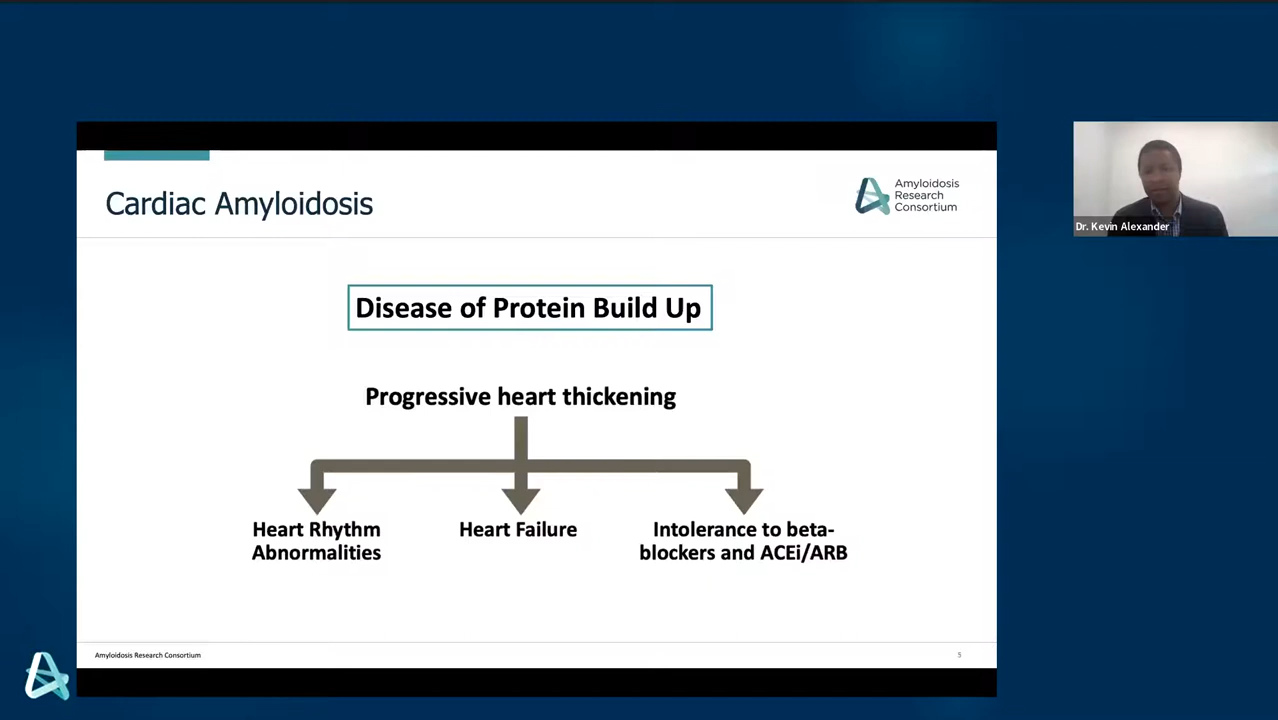 Cardiac Amyloidosis
Amyloidosis
Research
Consortium
Dr. Kevin Alexander
Disease of Protein Build Up
Progressive heart thickening
Heart Rhythm
Abnormalities
Heart Failure
Intolerance to beta-
blockers and ACEi/ARB
Amyloidosis Research Consortium
5